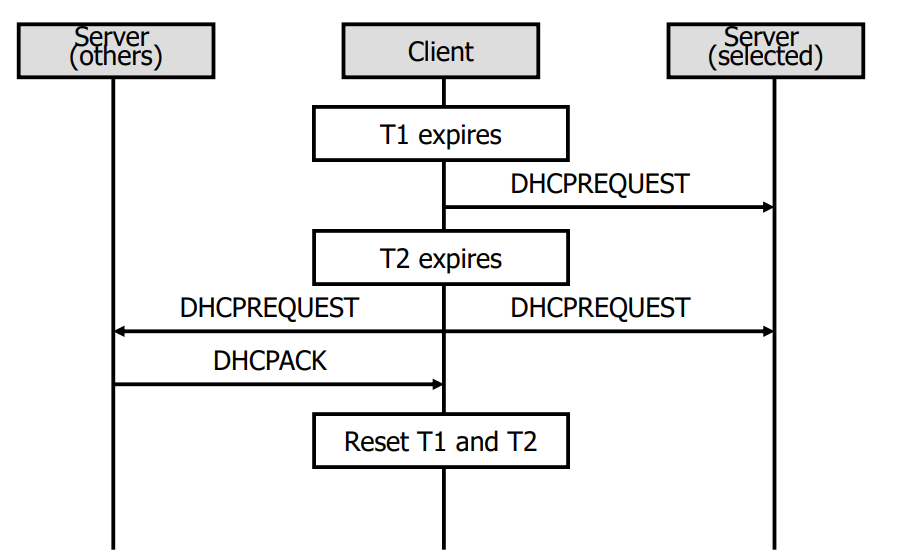 Server
(others)
Client
Server
(selected)
T1 expires
DHCPREQUEST
T2 expires
DHCPREQUEST
DHCPREQUEST
DHCPACK
Reset T1 and T2